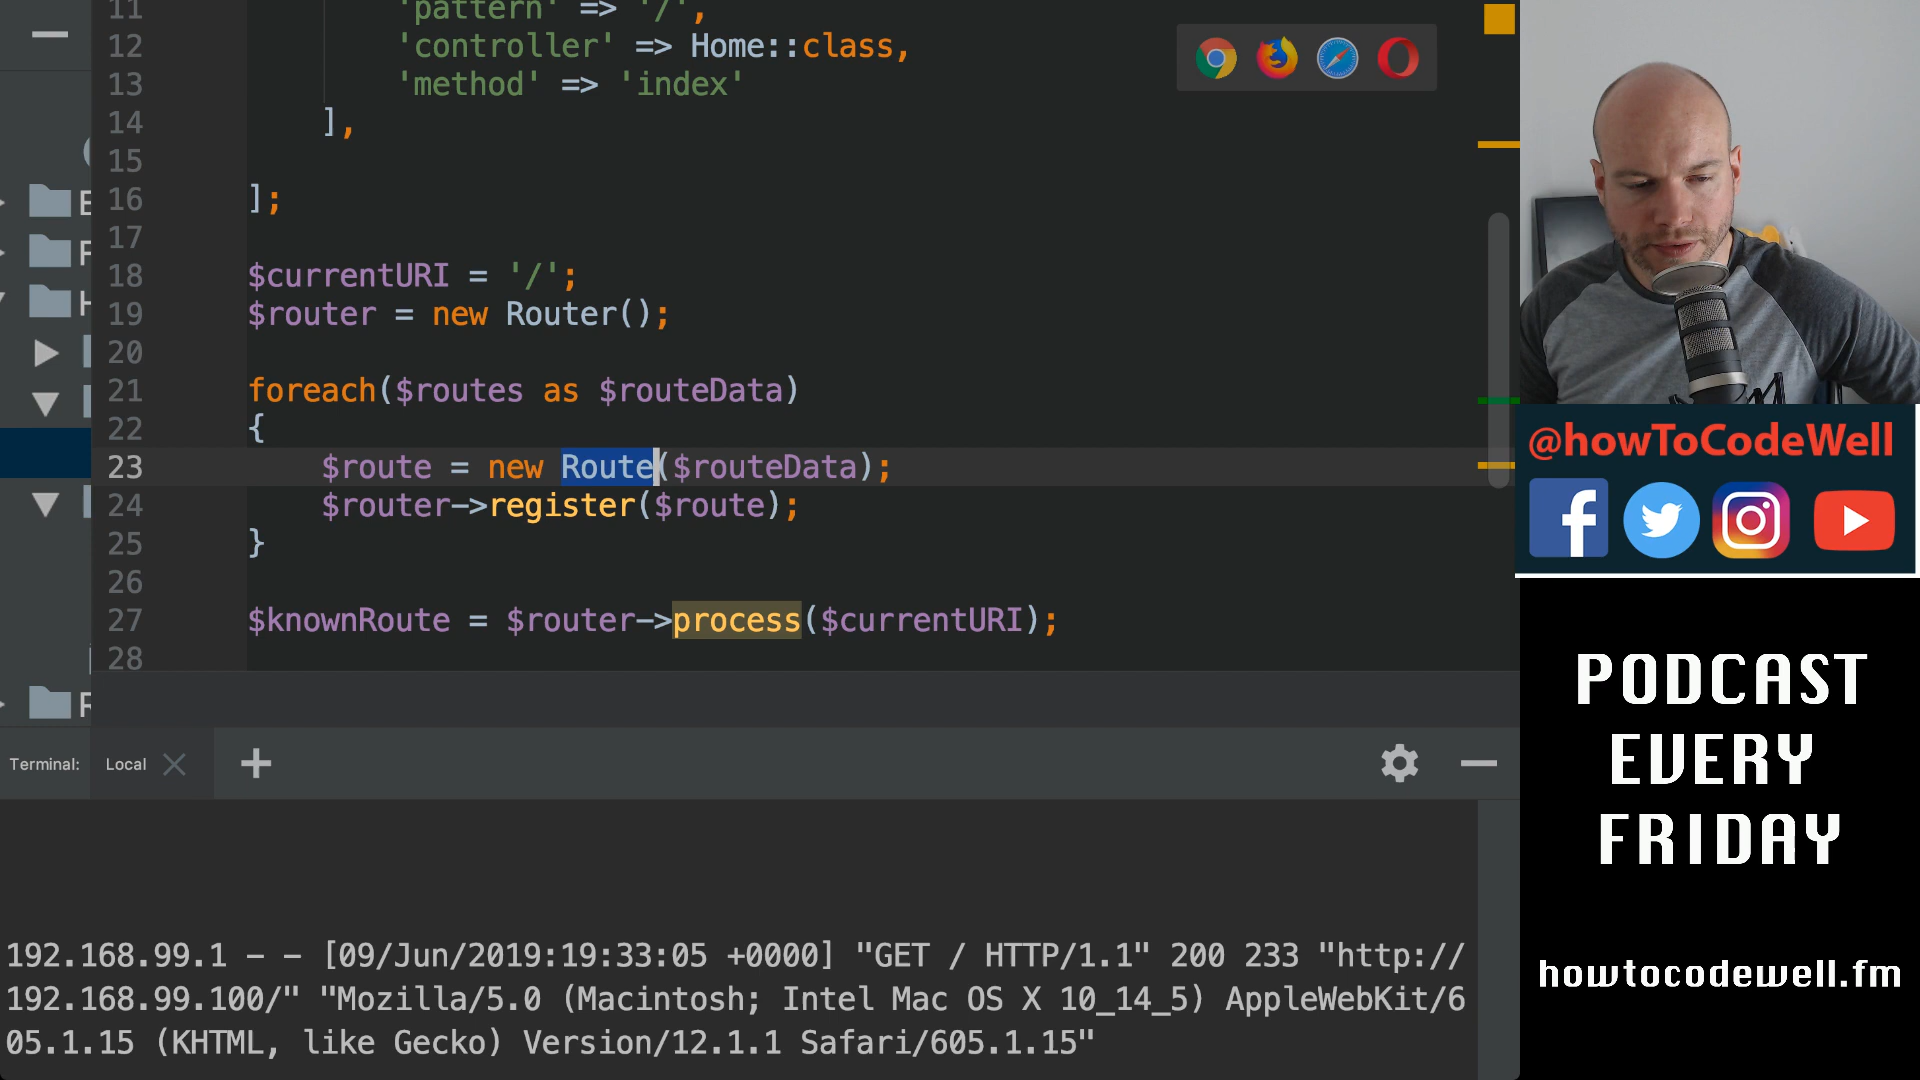 11 'pattern' => '/',
12 'controller' => Home::class,
13 'method' => 'index'
14 ],
15
16 ];
17
18 $currentURI = '/';
19 $router = new Router();
20
21 foreach($routes as $routeData)
22 {
23 $route = new Route($routeData);
24 $router->register($route);
25 }
26
27 $knownRoute = $router->process($currentURI);
28
Terminal: Local
192.168.99.1 - - [09/Jun/2019:19:33:05 +0000] "GET / HTTP/1.1" 200 233 "http://
192.168.99.100/" "Mozilla/5.0 (Macintosh; Intel Mac OS X 10_14_5) AppleWebKit/6
05.1.15 (KHTML, like Gecko) Version/12.1.1 Safari/605.1.15"
@howToCodeWell
PODCAST
EVERY
FRIDAY
howtocodewell.fm